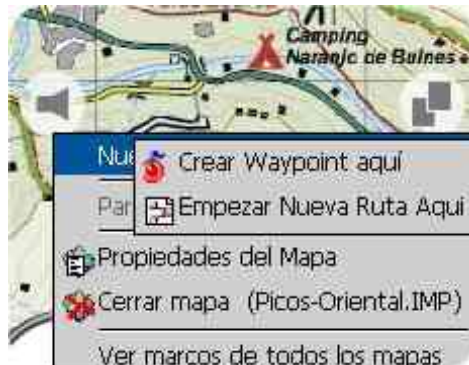 Camping
Naranjo de Bulnes
Crear Waypoint aquí
Empezar Nueva Ruta Aqui
Propiedades del Mapa
Cerrar mapa (Picos-Oriental.IMP)
Ver marcos de todos los mapas